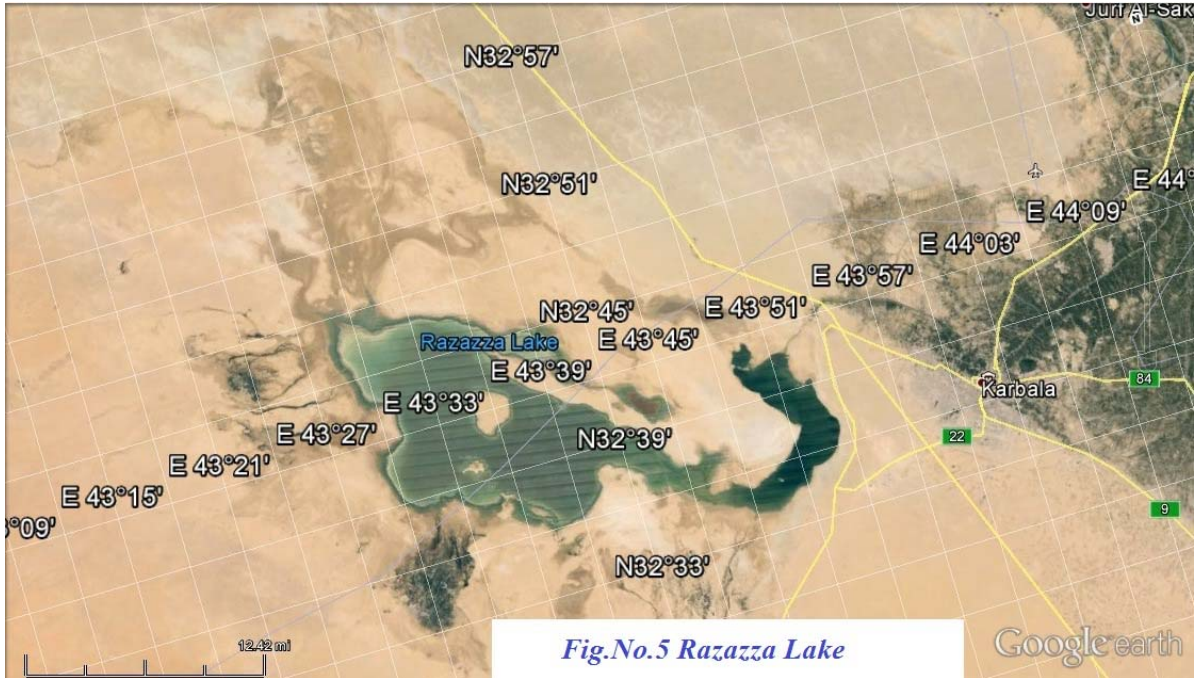 Jurf Al-Sak
N
N32°57'
N32°51'
E 44°
E 44°09'
E 44°03'
E 43°57'
E 43°51'
N32°45'
E 43°45'
Razazza Lake
E 43°39'
84
Karbala
E 43°33'
E 43°27'
N32°39'
22
E 43°21'
E 43°15'
9
°09'
N32°33'
12.42 mi
Fig.No.5 Razazza Lake
Google earth